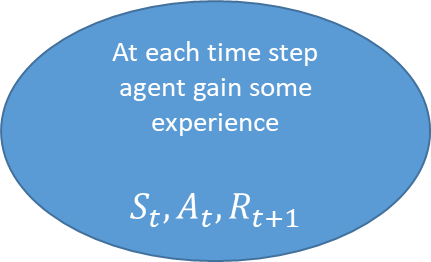 At each time step
agent gain some
experience
S_t, A_t, R_{t+1}